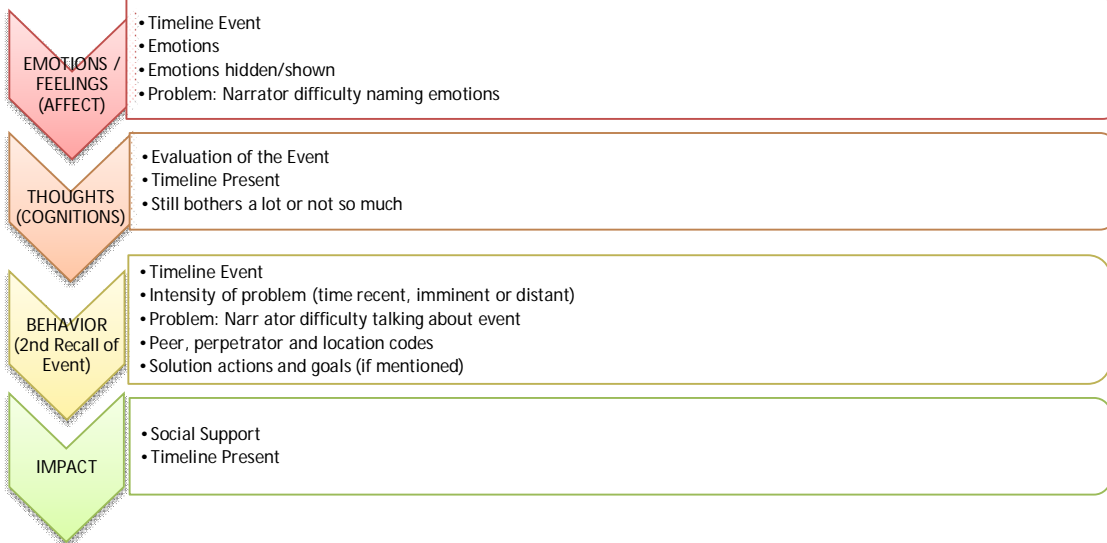 EMOTIONS /
FEELINGS
(AFFECT)
• Timeline Event
• Emotions
• Emotions hidden/shown
• Problem: Narrator difficulty naming emotions
THOUGHTS
(COGNITIONS)
• Evaluation of the Event
• Timeline Present
• Still bothers a lot or not so much
BEHAVIOR
(2nd Recall of
Event)
• Timeline Event
• Intensity of problem (time recent, imminent or distant)
• Problem: Narr ator difficulty talking about event
• Peer, perpetrator and location codes
• Solution actions and goals (if mentioned)
IMPACT
• Social Support
• Timeline Present